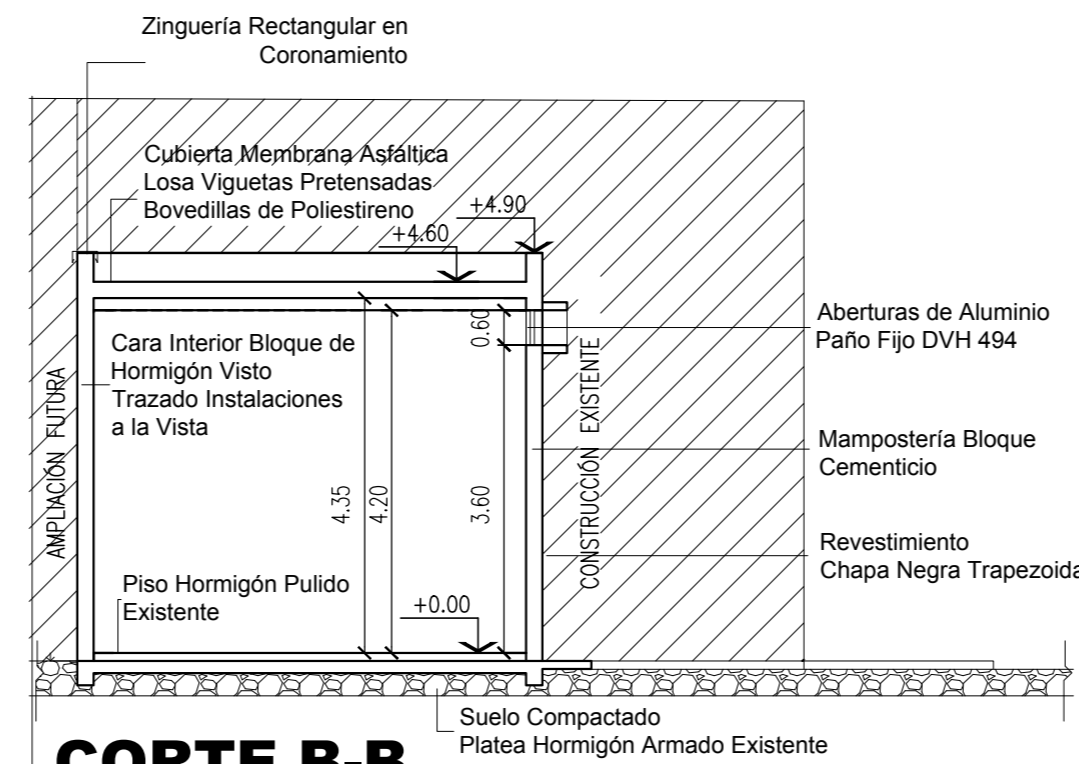 Zinguería Rectangular en
Coronamiento
Cubierta Membrana Asfáltica
Losa Viguetas Pretensadas
Bovedillas de Poliestireno
+4.90
+4.60
0.60
Aberturas de Aluminio
Paño Fijo DVH 494
Cara Interior Bloque de
Hormigón Visto
Trazado Instalaciones
a la Vista
AMPLIACIÓN FUTURA
CONSTRUCCIÓN EXISTENTE
Mampostería Bloque
Cementicio
4.35
4.20
3.60
Revestimiento
Chapa Negra Trapezoida
Piso Hormigón Pulido
Existente
+0.00
Suelo Compactado
Platea Hormigón Armado Existente
CORTE B-B